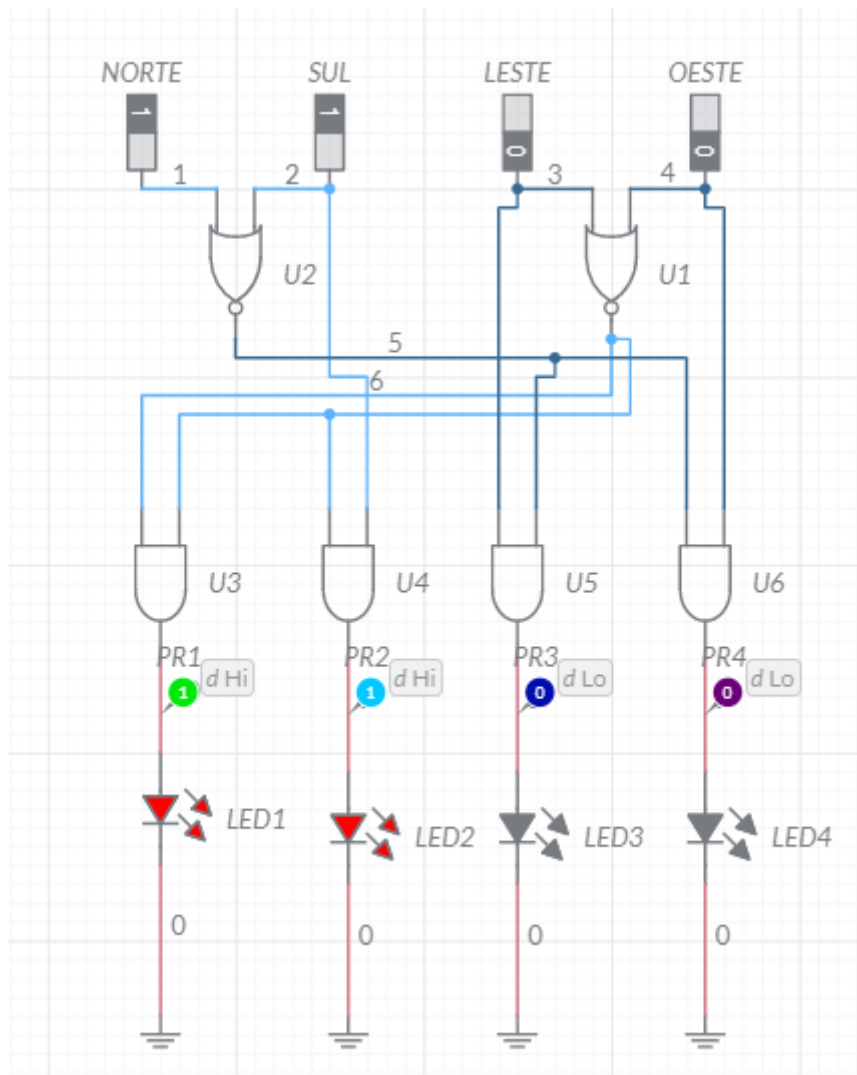 NORTE SUL LESTE OESTE
1 1 0 0
1 2 3 4
U2 U1
5
6
U3 U4 U5 U6
PR1 PR2 PR3 PR4
1 d Hi 1 d Hi 0 d Lo 0 d Lo
LED1 LED2 LED3 LED4
0 0 0 0